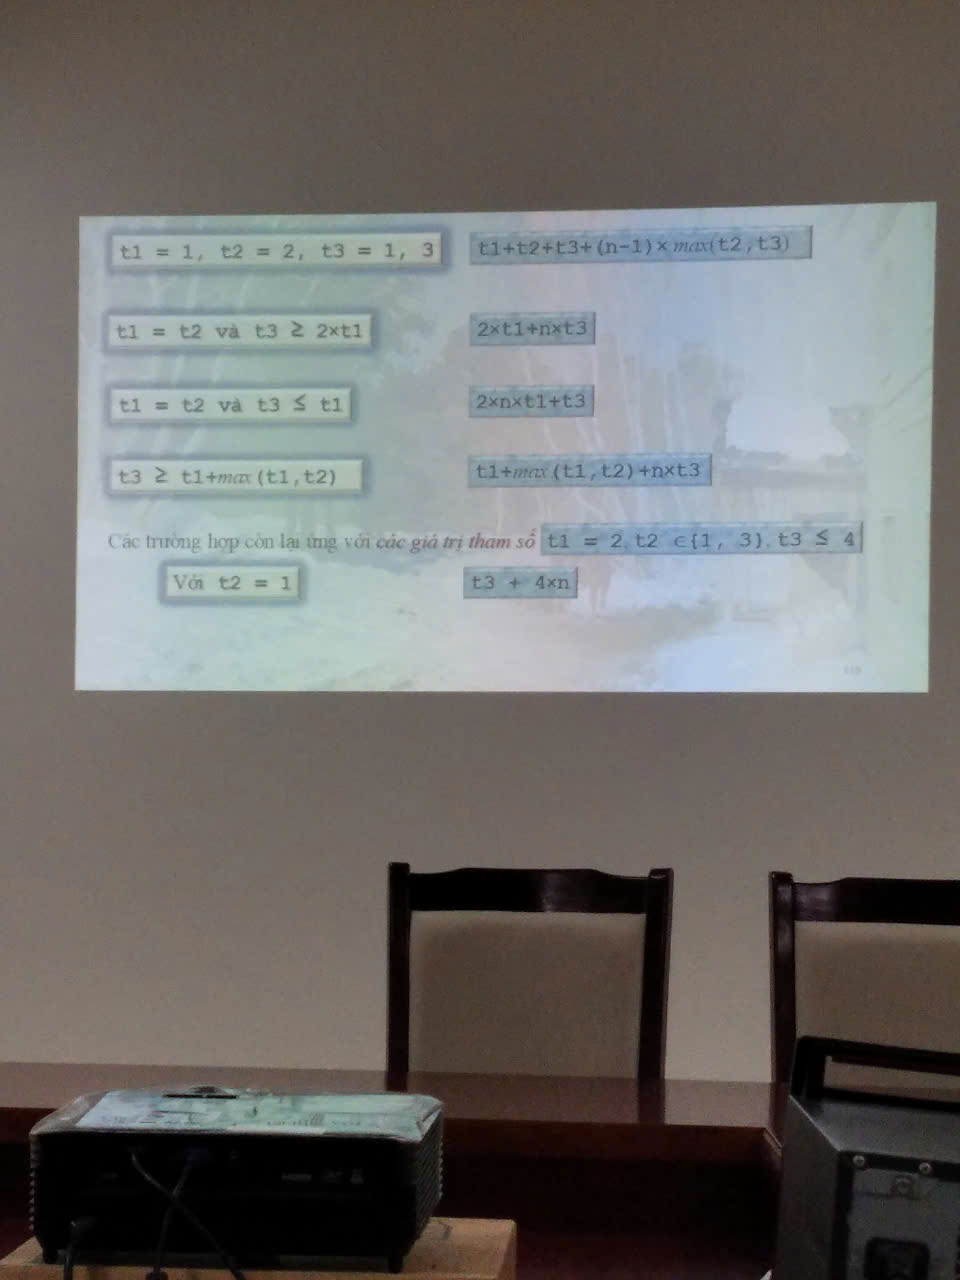 t1 = 1, t2 = 2, t3 = 1, 3 t1+t2+t3+(n-1)×max(t2,t3)
t1 = t2 và t3 ≥ 2×t1 2×t1+n×t3
t1 = t2 và t3 ≤ t1 2×n×t1+t3
t3 ≥ t1+max(t1,t2) t1+max(t1,t2)+n×t3
Các trường hợp còn lại ứng với các giá trị tham số t1 = 2,t2 ∈{1, 3},t3 ≤ 4
Với t2 = 1 t3 + 4×n